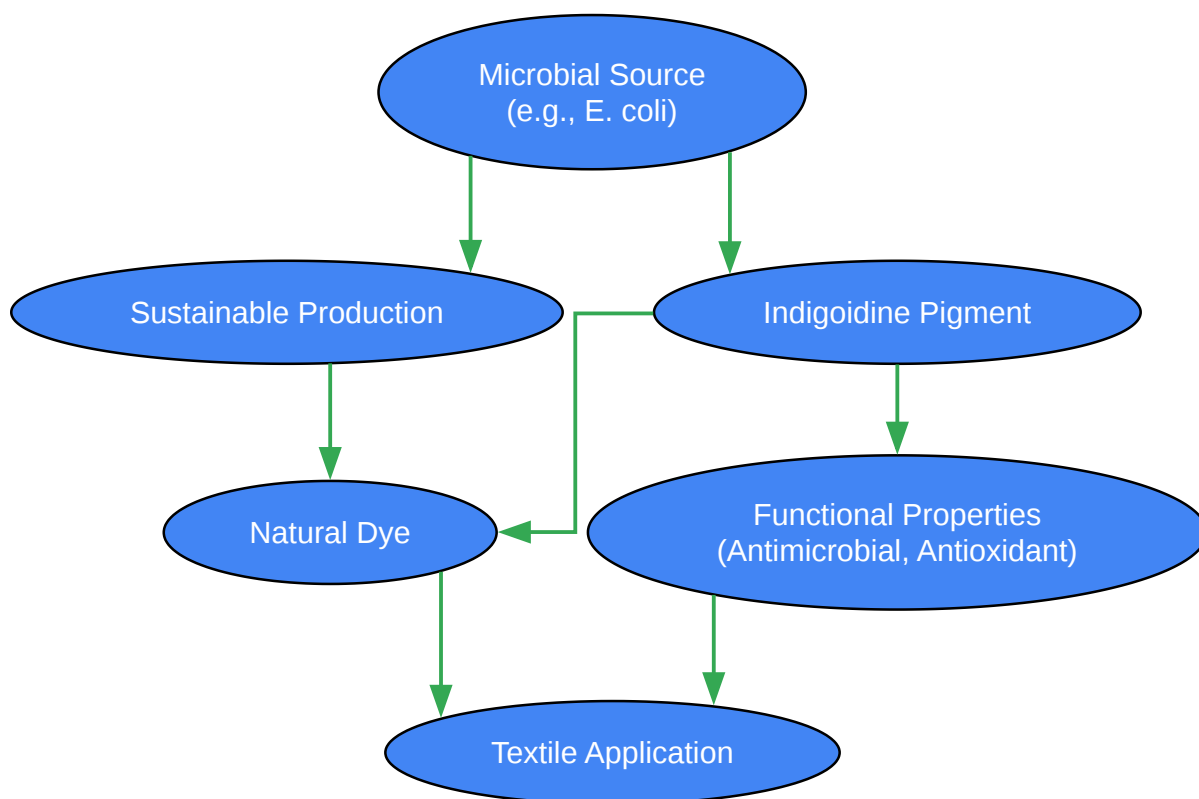 Microbial Source
(e.g., E. coli)
Sustainable Production
Indigoidine Pigment
Natural Dye
Functional Properties
(Antimicrobial, Antioxidant)
Textile Application